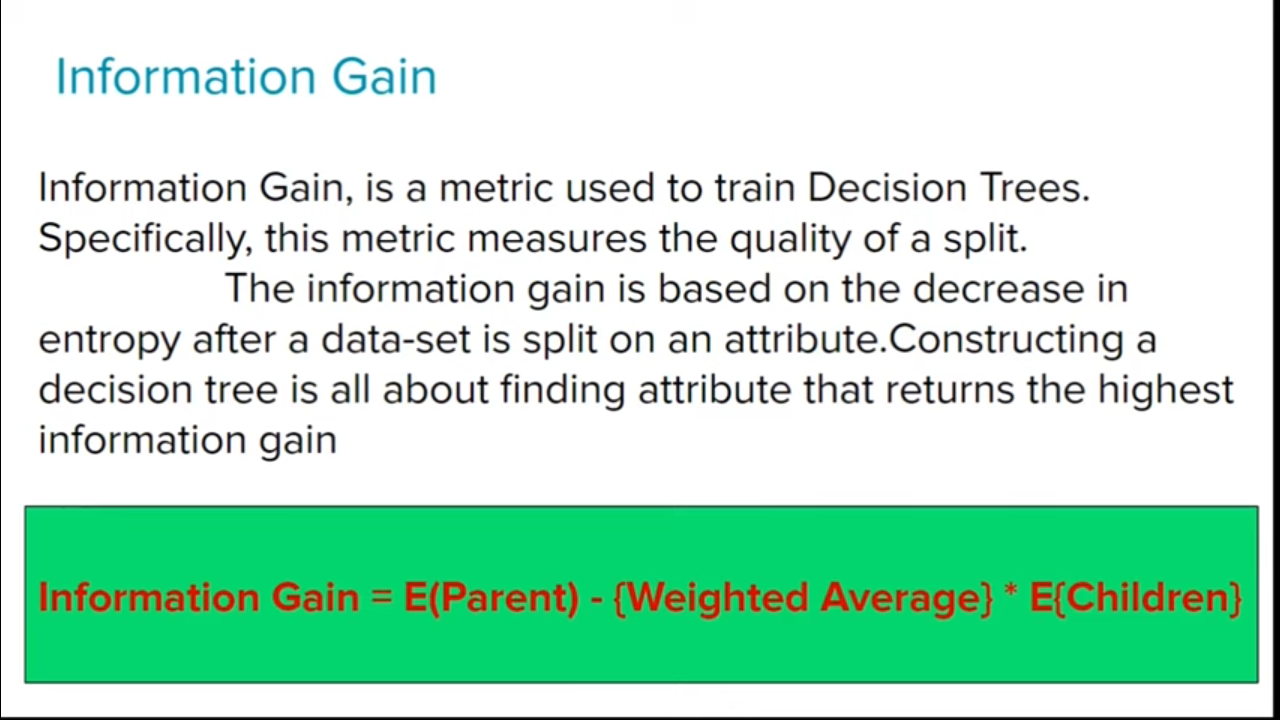 Information Gain
Information Gain, is a metric used to train Decision Trees.
Specifically, this metric measures the quality of a split.
The information gain is based on the decrease in
entropy after a data-set is split on an attribute.Constructing a
decision tree is all about finding attribute that returns the highest
information gain
Information Gain = E(Parent) - {Weighted Average} * E{Children}